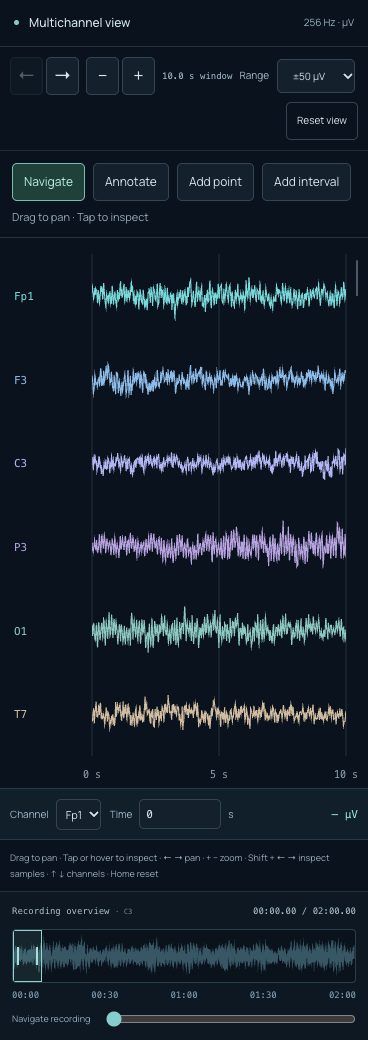 Multichannel view 256 Hz · µV
← → − + 10.0 s window Range ±50 µV
Reset view
Navigate Annotate Add point Add interval
Drag to pan · Tap to inspect
Fp1
F3
C3
P3
O1
T7
0 s 5 s 10 s
Channel Fp1 Time 0 s — µV
Drag to pan · Tap or hover to inspect · ← → pan · + − zoom · Shift + ← → inspect
samples · ↑ ↓ channels · Home reset
Recording overview · C3 00:00.00 / 02:00.00
00:00 00:30 01:00 01:30 02:00
Navigate recording